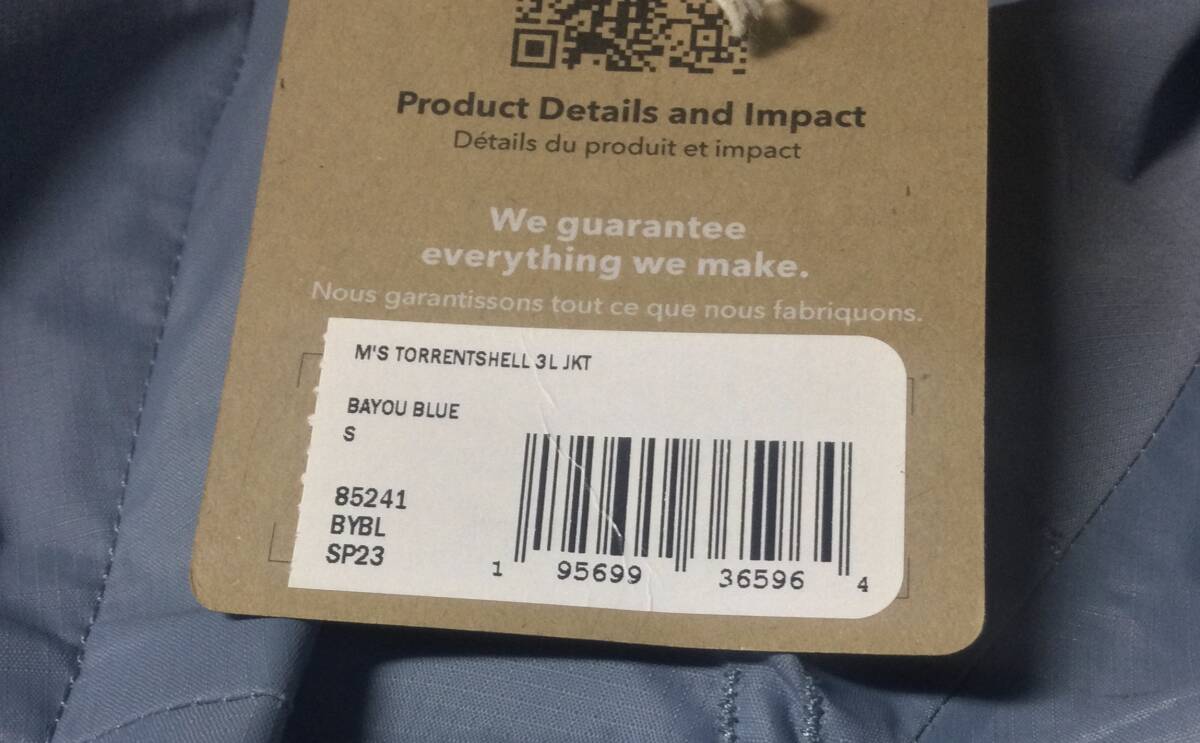 Product Details and Impact
Détails du produit et impact
We guarantee
everything we make.
Nous garantissons tout ce que nous fabriquons.
M'S TORRENTSHELL 3L JKT
BAYOU BLUE
S
85241
BYBL
SP23
1 95699 36596 4